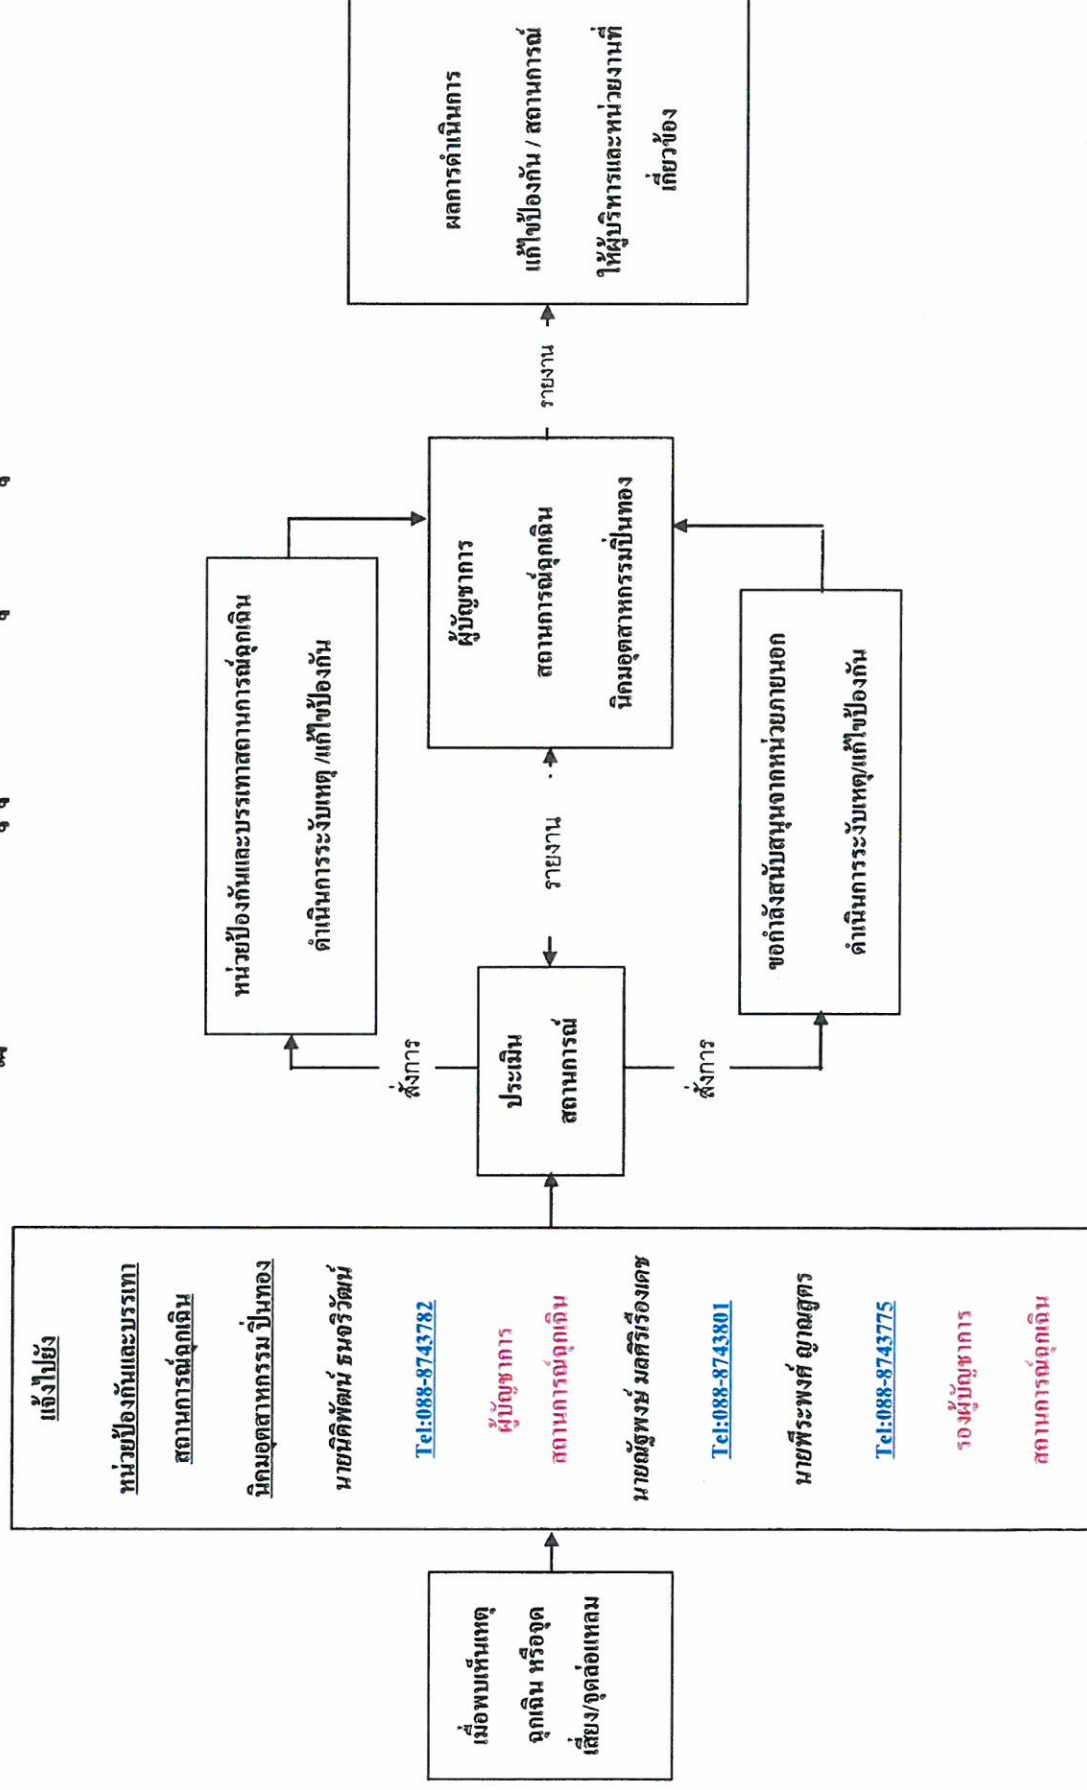 เมื่อพบเห็นเหตุ
ฉุกเฉิน หรือจุด
เสี่ยง/จุดล่อแหลม
แจ้งไปยัง
หน่วยป้องกันและบรรเทา
สถานการณ์ฉุกเฉิน
นิคมอุตสาหกรรม ปิ่นทอง
นายนิติพัฒน์ ธนจริวัฒน์
Tel:088-8743782
ผู้บัญชาการ
สถานการณ์ฉุกเฉิน
นายณัฐพงษ์ มลคิรีเรืองเดช
Tel:088-8743801
นายพีระพงศ์ ญาณสูตร
Tel:088-8743775
รองผู้บัญชาการ
สถานการณ์ฉุกเฉิน
ประเมิน
สถานการณ์
สั่งการ
สั่งการ
หน่วยป้องกันและบรรเทาสถานการณ์ฉุกเฉิน
ดำเนินการระงับเหตุ /แก้ไขป้องกัน
รายงาน
ขอกำลังสนับสนุนจากหน่วยภายนอก
ดำเนินการระงับเหตุ/แก้ไขป้องกัน
ผู้บัญชาการ
สถานการณ์ฉุกเฉิน
นิคมอุตสาหกรรมปิ่นทอง
รายงาน
ผลการดำเนินการ
แก้ไขป้องกัน / สถานการณ์
ให้ผู้บริหารและหน่วยงานที่
เกี่ยวข้อง